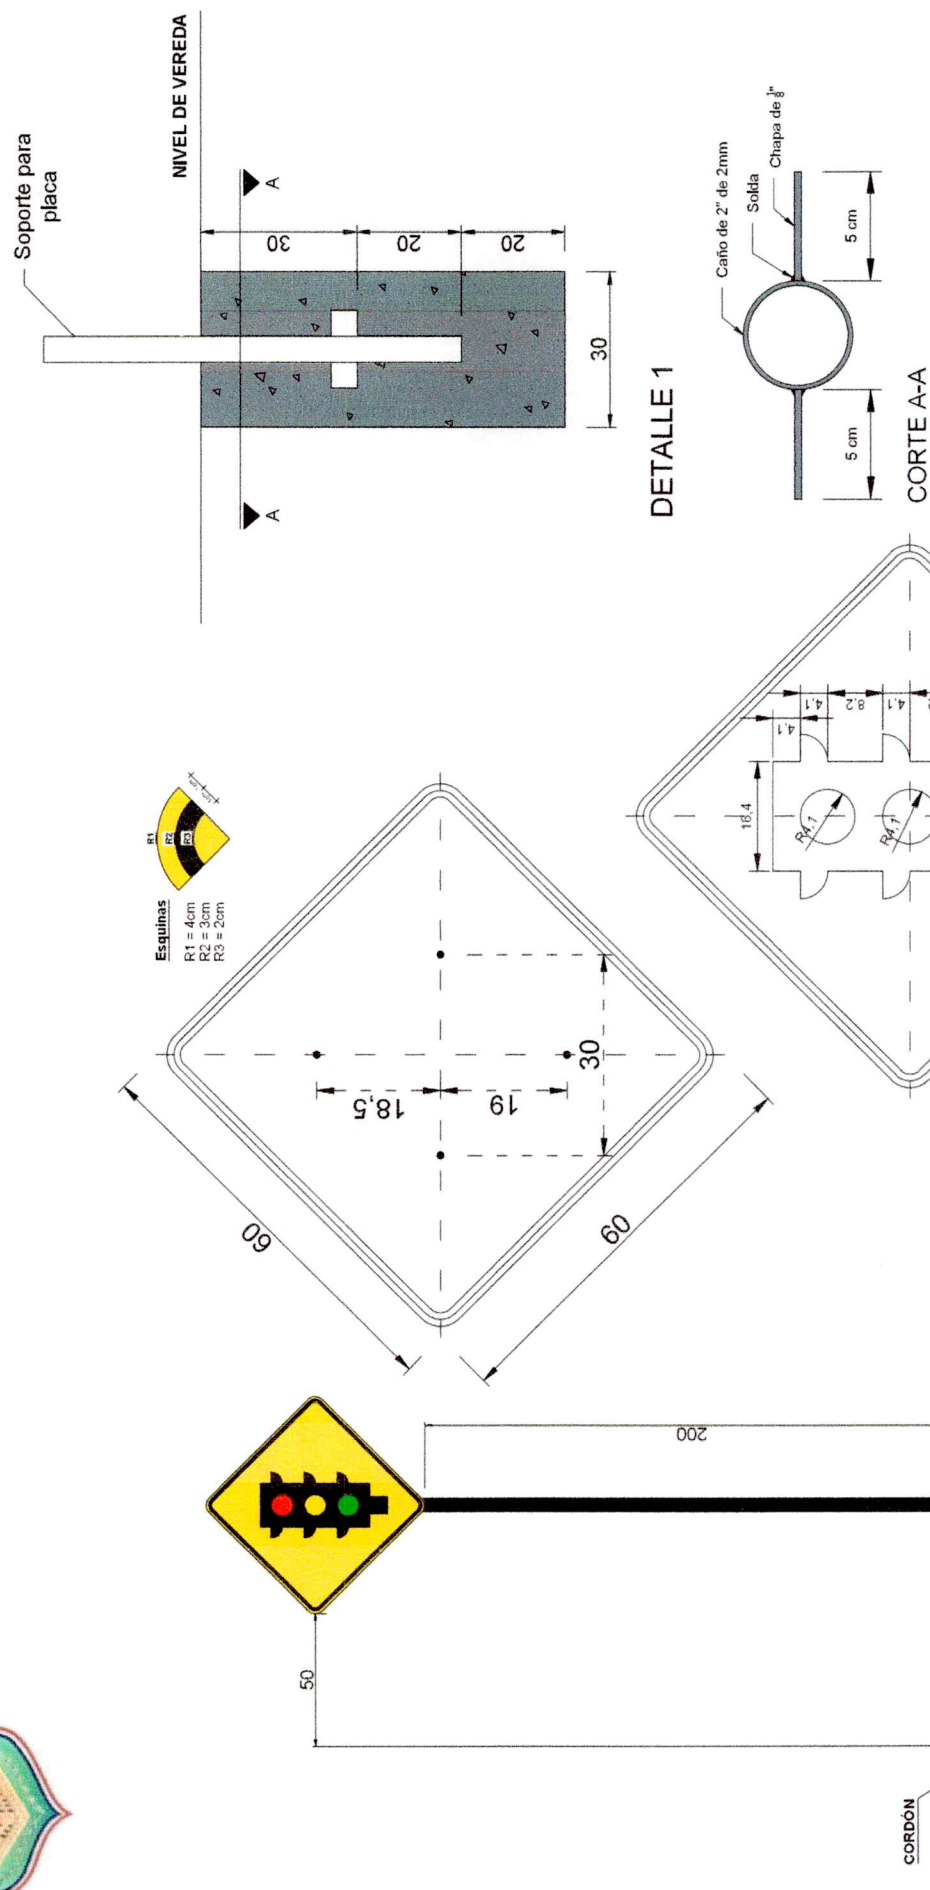 Soporte para
placa
NIVEL DE VEREDA
A
A
30
20
20
30
DETALLE 1
Caño de 2" de 2mm
Solda
Chapa de 1/8"
5 cm
5 cm
CORTE A-A
Esquinas
R1 = 4cm
R2 = 3cm
R3 = 2cm
R1
R2
R3
60
60
18,5
19
30
16,4
4,1
4,1
8,2
4,1
R4,1
R4,1
200
50
CORDÓN